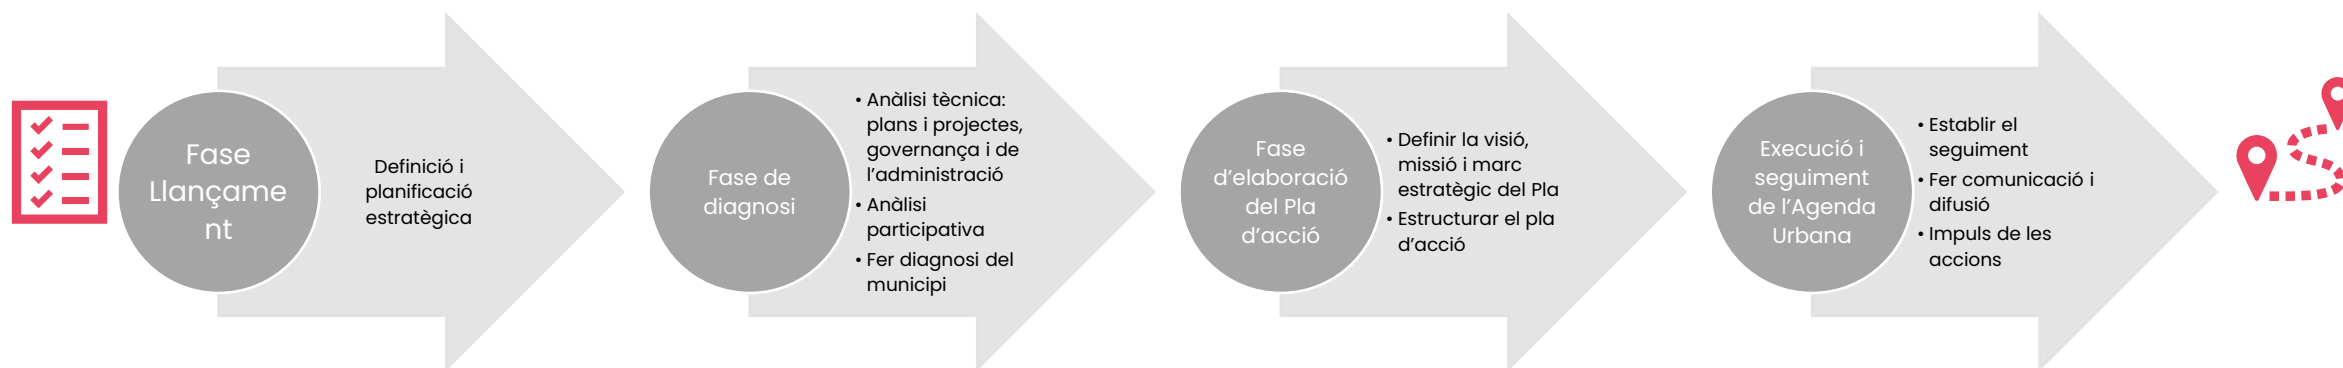 Fase
Llançame
nt
Definició i
planificació
estratègica
Fase de
diagnosi
• Anàlisi tècnica:
plans i projectes,
governança i de
l’administració
• Anàlisi
participativa
• Fer diagnosi del
municipi
Fase
d’elaboració
del Pla
d’acció
• Definir la visió,
missió i marc
estratègic del Pla
• Estructurar el pla
d’acció
Execució i
seguiment
de l’Agenda
Urbana
• Establir el
seguiment
• Fer comunicació i
difusió
• Impuls de les
accions